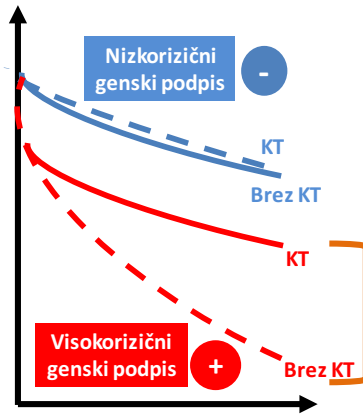 Nizkorizični
genski podpis
-
KT
Brez KT
KT
Visokorizični
genski podpis
+
Brez KT